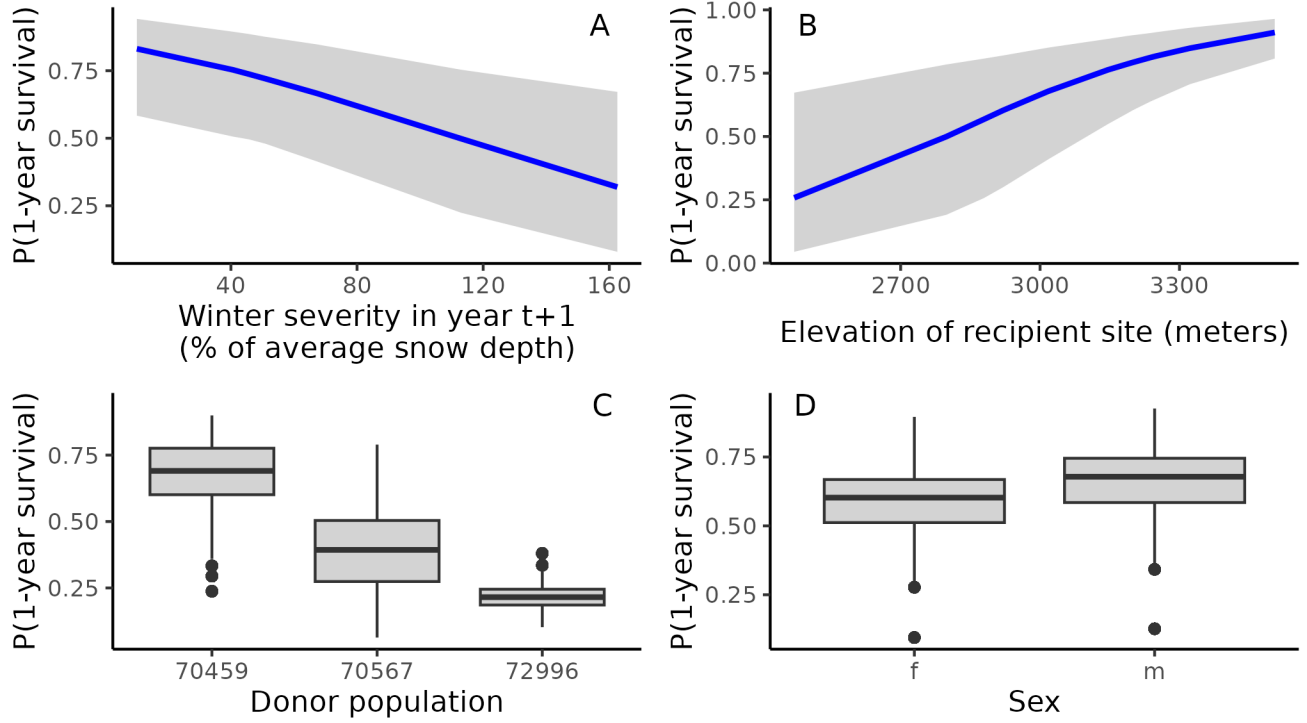 P(1-year survival)
0.75
0.50
0.25
A
40 80 120 160
Winter severity in year t+1
(% of average snow depth)
P(1-year survival)
1.00
0.75
0.50
0.25
0.00
B
2700 3000 3300
Elevation of recipient site (meters)
P(1-year survival)
0.75
0.50
0.25
C
70459 70567 72996
Donor population
P(1-year survival)
0.75
0.50
0.25
D
f m
Sex